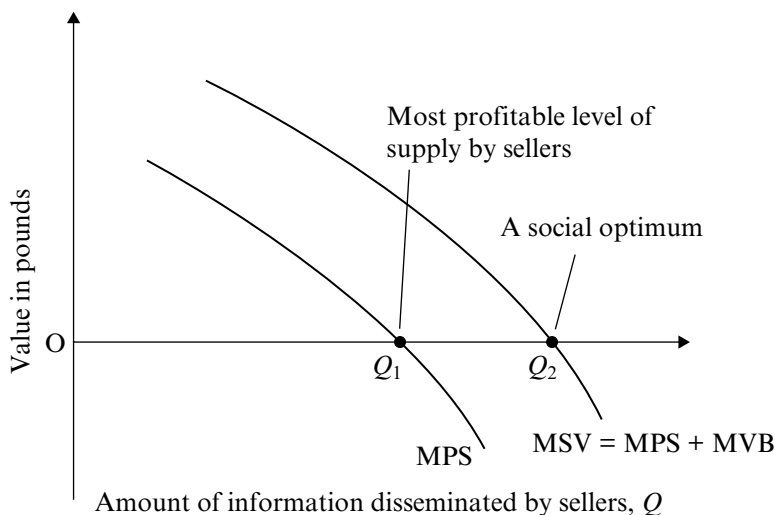 Most profitable level of
supply by sellers
A social optimum
Value in pounds
O
Q1
Q2
MPS
MSV = MPS + MVB
Amount of information disseminated by sellers, Q